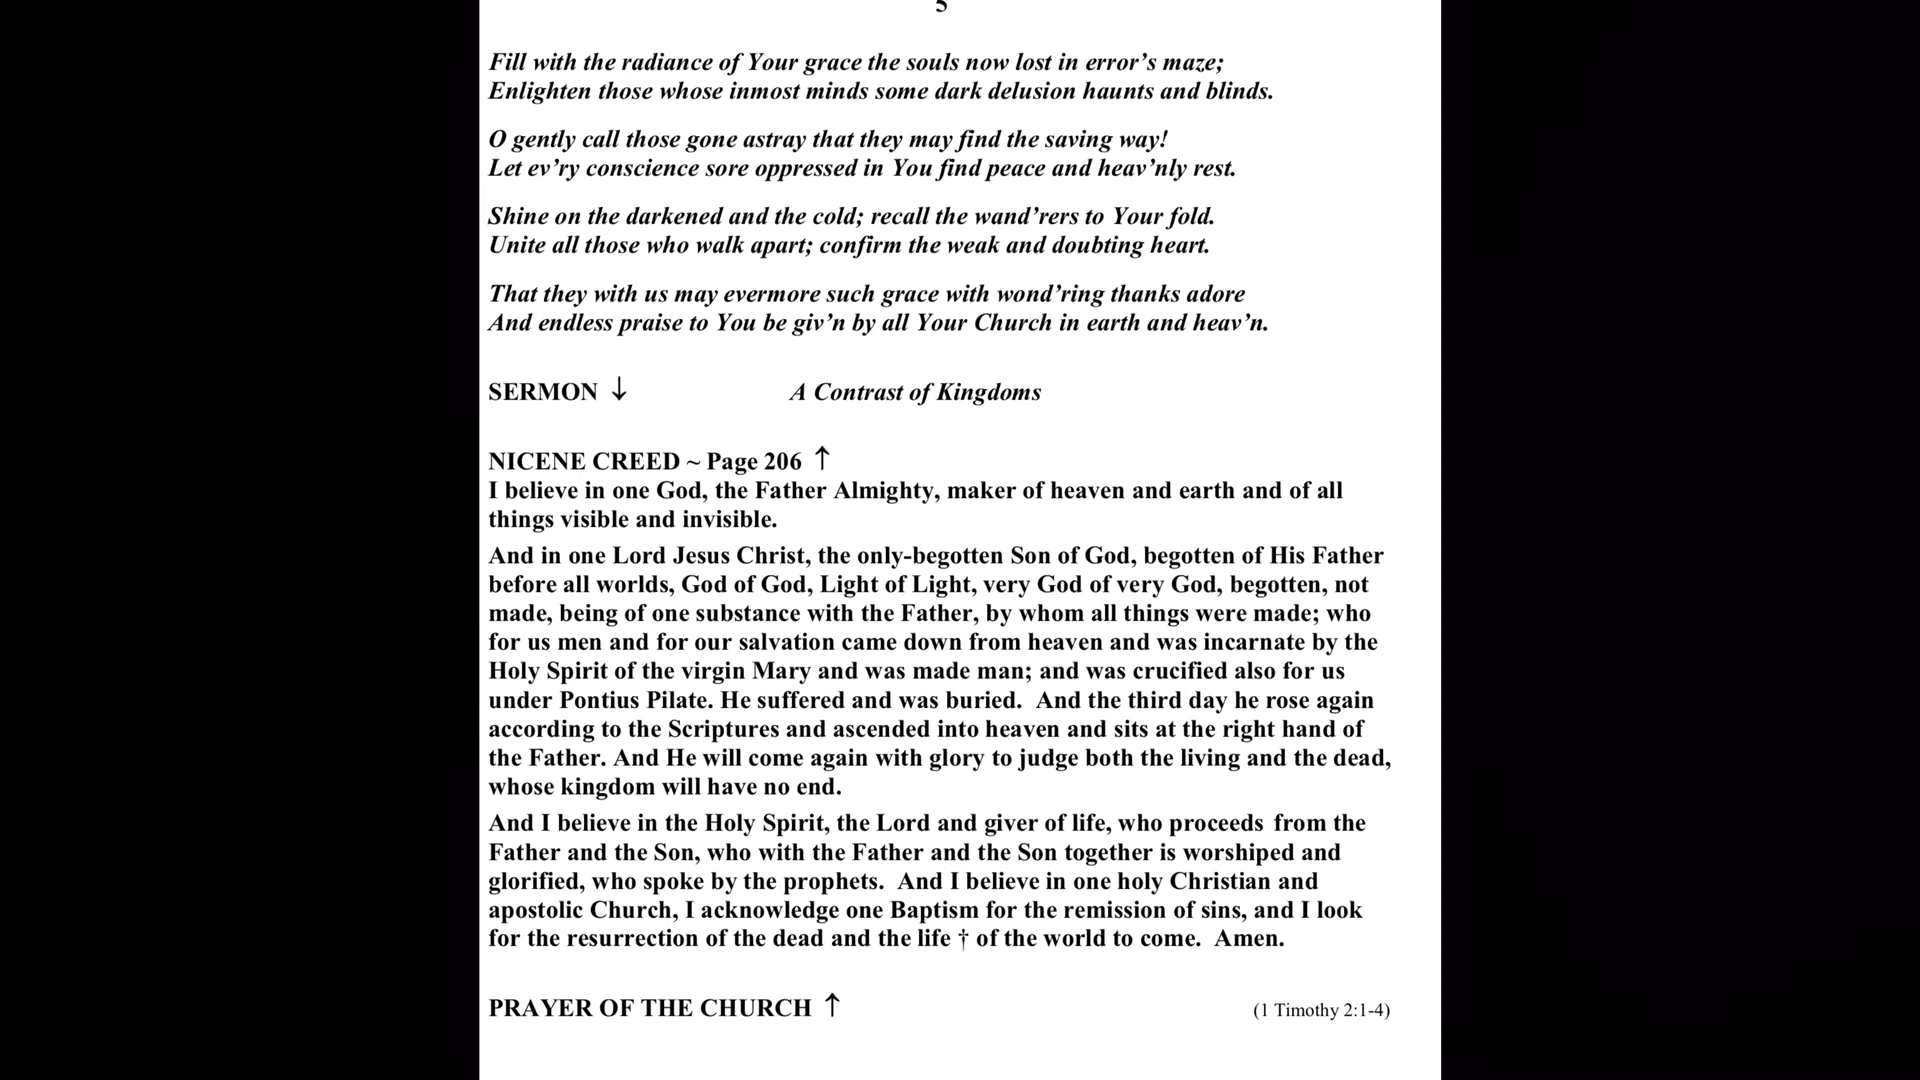 5
Fill with the radiance of Your grace the souls now lost in error’s maze;
Enlighten those whose inmost minds some dark delusion haunts and blinds.
O gently call those gone astray that they may find the saving way!
Let ev’ry conscience sore oppressed in You find peace and heav’nly rest.
Shine on the darkened and the cold; recall the wand’rers to Your fold.
Unite all those who walk apart; confirm the weak and doubting heart.
That they with us may evermore such grace with wond’ring thanks adore
And endless praise to You be giv’n by all Your Church in earth and heav’n.
SERMON ↓ A Contrast of Kingdoms
NICENE CREED ~ Page 206 ↑
I believe in one God, the Father Almighty, maker of heaven and earth and of all
things visible and invisible.
And in one Lord Jesus Christ, the only-begotten Son of God, begotten of His Father
before all worlds, God of God, Light of Light, very God of very God, begotten, not
made, being of one substance with the Father, by whom all things were made; who
for us men and for our salvation came down from heaven and was incarnate by the
Holy Spirit of the virgin Mary and was made man; and was crucified also for us
under Pontius Pilate. He suffered and was buried.  And the third day he rose again
according to the Scriptures and ascended into heaven and sits at the right hand of
the Father. And He will come again with glory to judge both the living and the dead,
whose kingdom will have no end.
And I believe in the Holy Spirit, the Lord and giver of life, who proceeds from the
Father and the Son, who with the Father and the Son together is worshiped and
glorified, who spoke by the prophets.  And I believe in one holy Christian and
apostolic Church, I acknowledge one Baptism for the remission of sins, and I look
for the resurrection of the dead and the life † of the world to come.  Amen.
PRAYER OF THE CHURCH ↑ (1 Timothy 2:1-4)